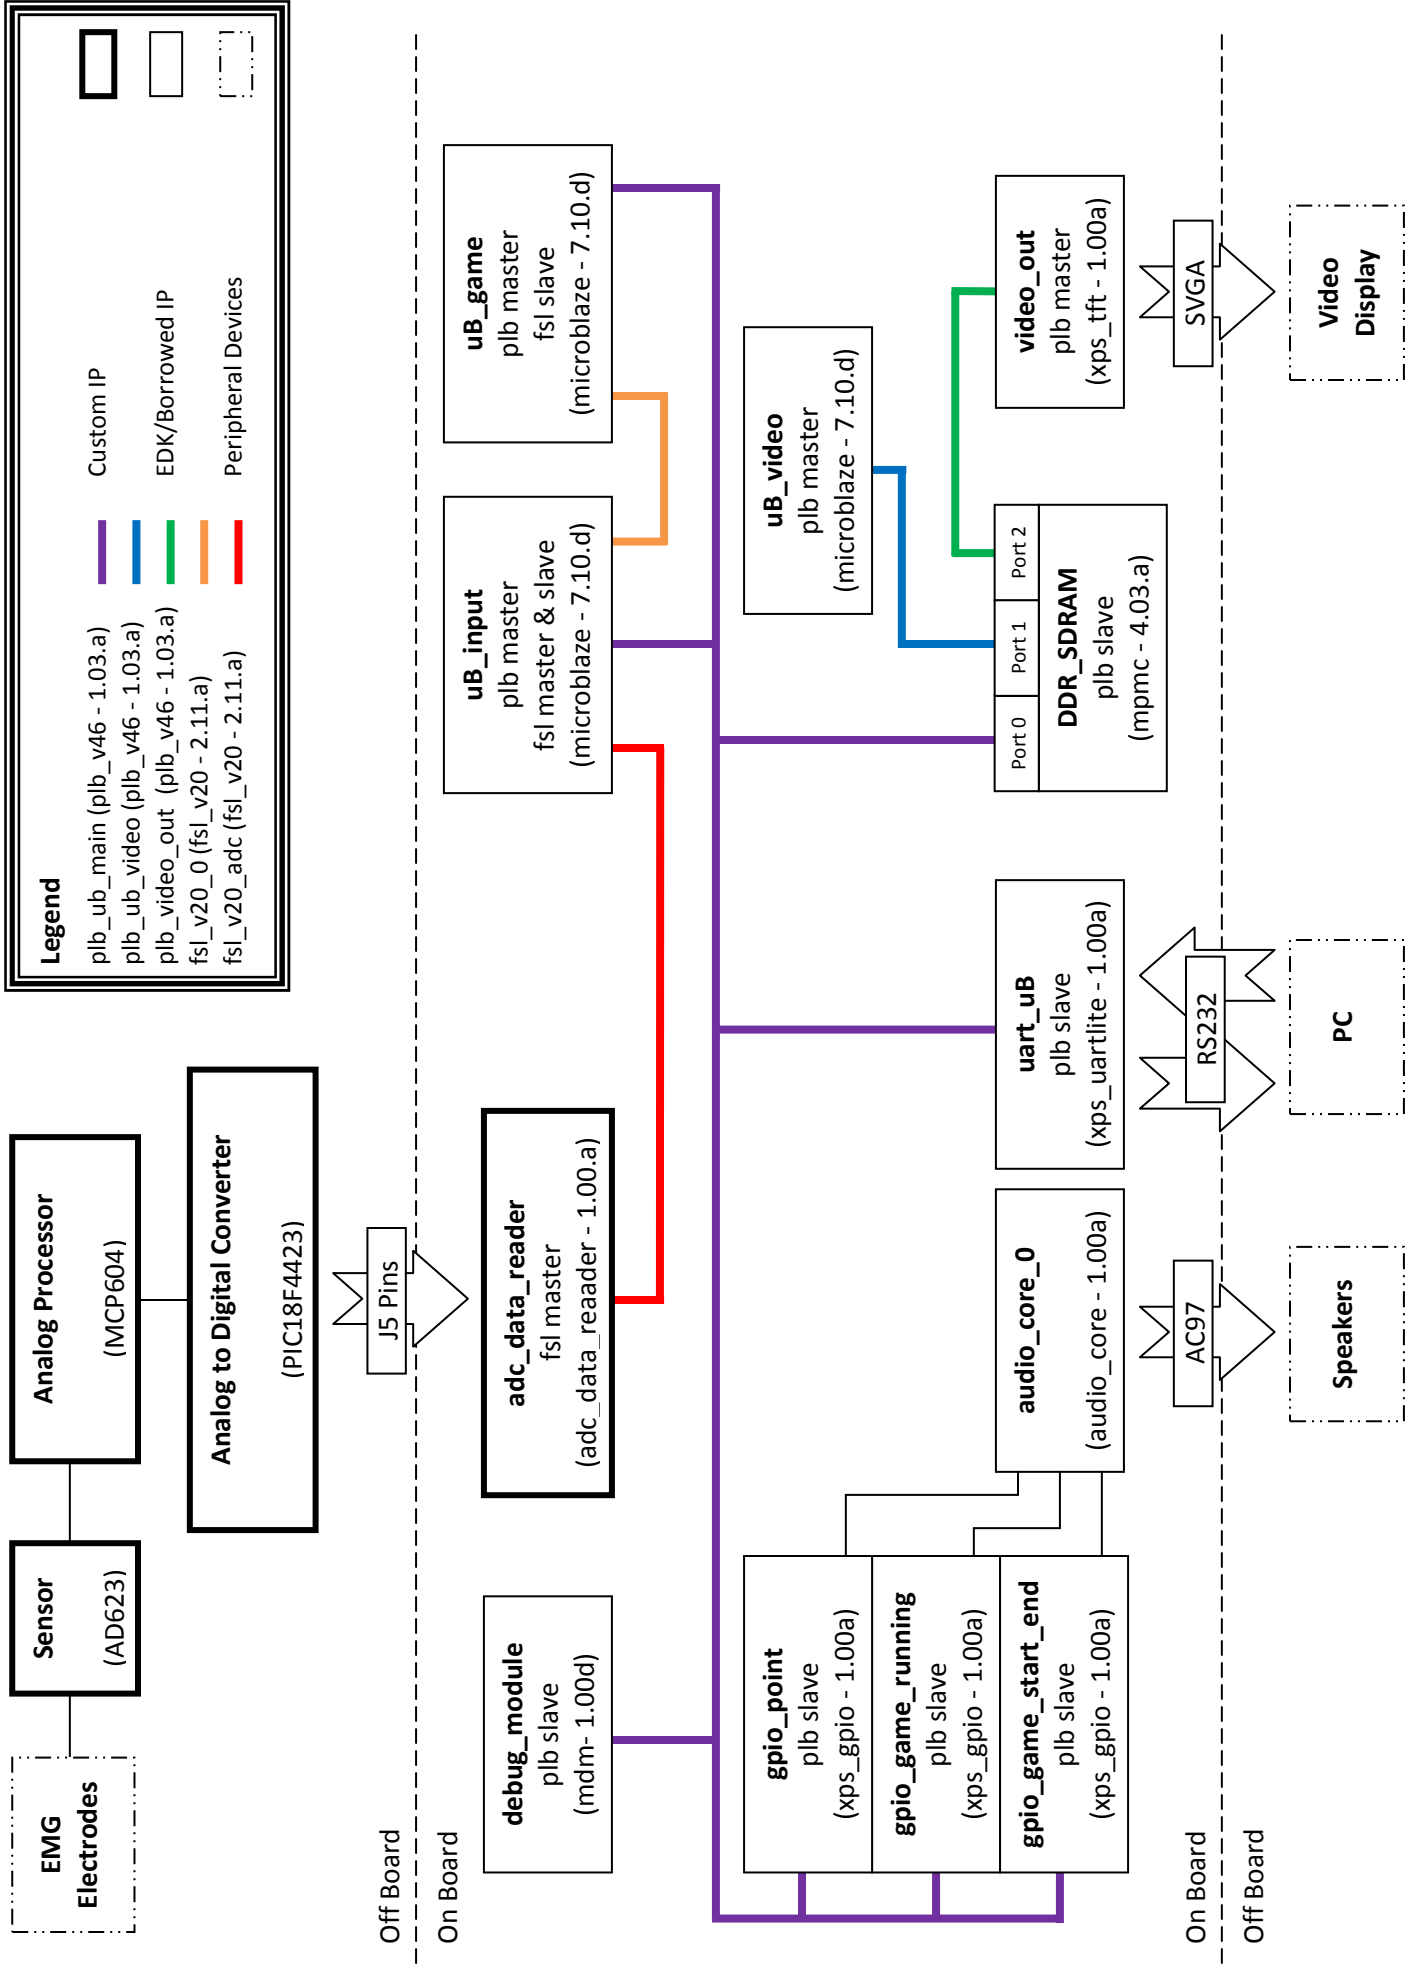 EMG
Electrodes
Sensor
(AD623)
Analog Processor
(MCP604)
Analog to Digital Converter
(PIC18F4423)
J5 Pins
Legend
plb_ub_main (plb_v46 - 1.03.a)
plb_ub_video (plb_v46 - 1.03.a)
plb_video_out (plb_v46 - 1.03.a)
fsl_v20_0 (fsl_v20 - 2.11.a)
fsl_v20_adc (fsl_v20 - 2.11.a)
Custom IP
EDK/Borrowed IP
Peripheral Devices
Off Board
On Board
debug_module
plb slave
(mdm- 1.00d)
adc_data_reader
fsl master
(adc_data_reaader - 1.00.a)
uB_input
plb master
fsl master & slave
(microblaze - 7.10.d)
uB_game
plb master
fsl slave
(microblaze - 7.10.d)
gpio_point
plb slave
(xps_gpio - 1.00a)
gpio_game_running
plb slave
(xps_gpio - 1.00a)
gpio_game_start_end
plb slave
(xps_gpio - 1.00a)
audio_core_0
(audio_core - 1.00a)
uart_uB
plb slave
(xps_uartlite - 1.00a)
uB_video
plb master
(microblaze - 7.10.d)
Port 0
Port 1
Port 2
DDR_SDRAM
plb slave
(mpmc - 4.03.a)
video_out
plb master
(xps_tft - 1.00a)
On Board
Off Board
AC97
RS232
SVGA
Speakers
PC
Video
Display